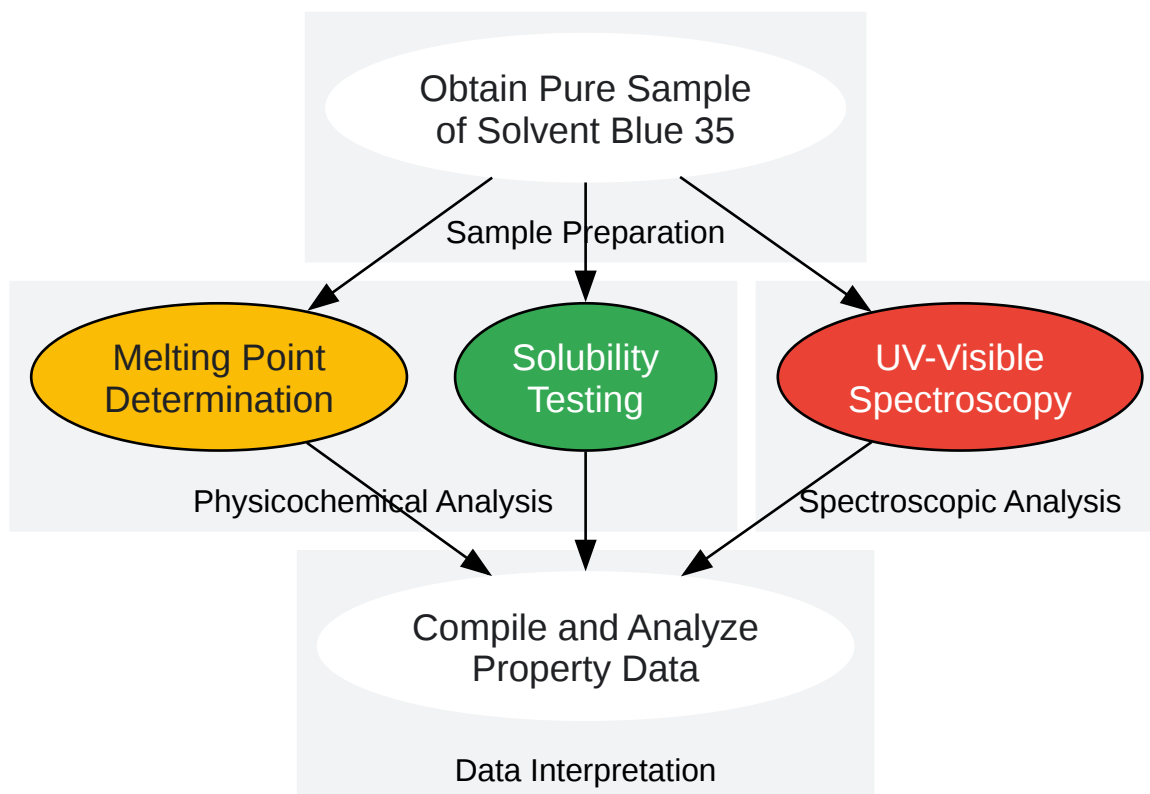 Obtain Pure Sample
of Solvent Blue 35
Sample Preparation
Melting Point
Determination
Solubility
Testing
UV-Visible
Spectroscopy
Physicochemical Analysis
Spectroscopic Analysis
Compile and Analyze
Property Data
Data Interpretation